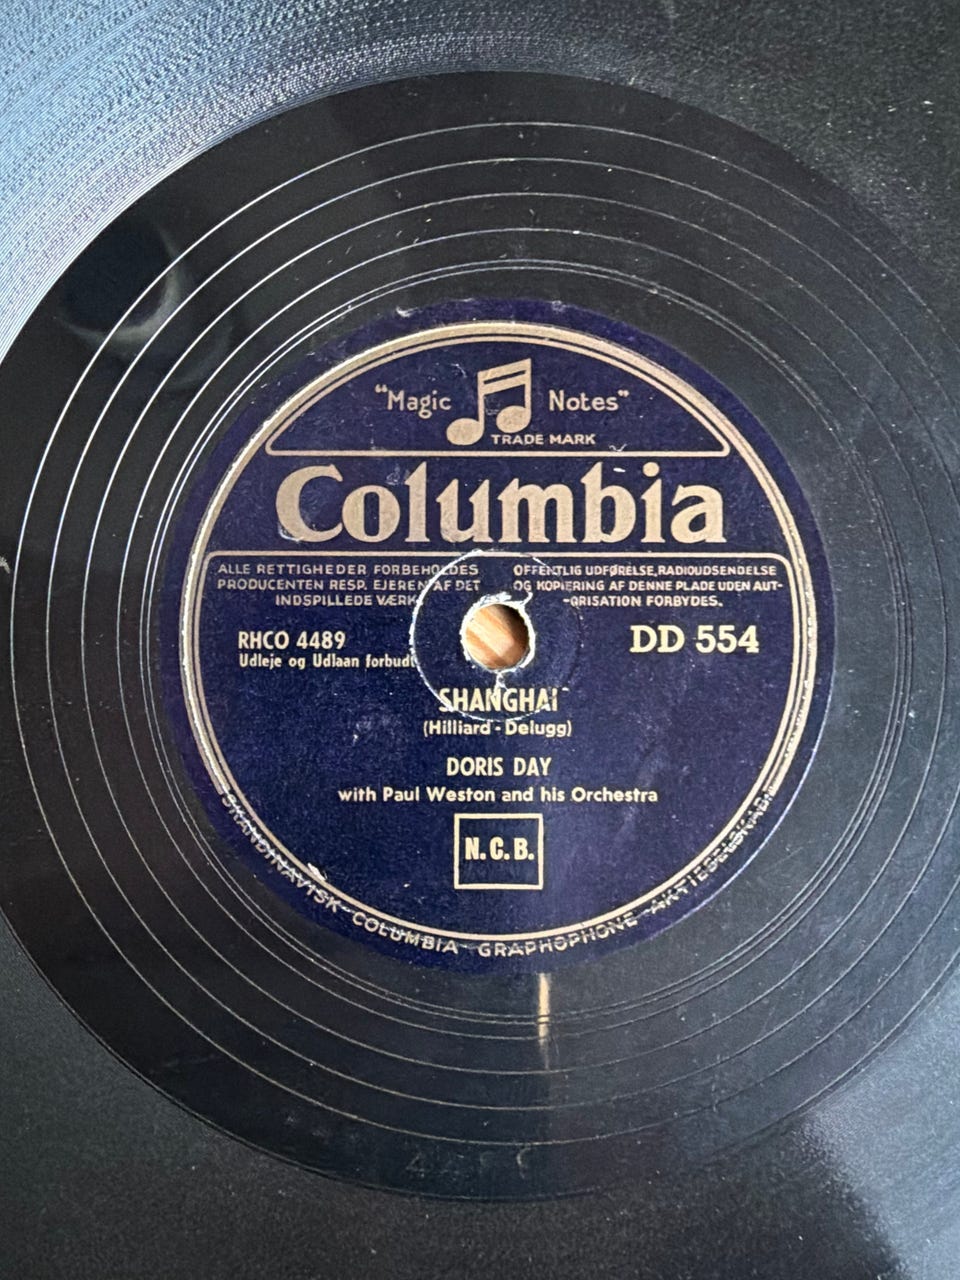 "Magic Notes"
TRADE MARK
Columbia
ALLE RETTIGHEDER FORBEHOLDES
PRODUCENTEN RESP. EJEREN AF DET
INDSPILLEDE VÆRK
OFFENTLIG UDFØRELSE, RADIOUDSENDELSE
OG KOPIERING AF DENNE PLADE UDEN AUT-
-ORISATION FORBYDES.
RHCO 4489
Udleje og Udlaan forbudt
DD 554
SHANGHAI
(Hilliard - Delugg)
DORIS DAY
with Paul Weston and his Orchestra
N.C.B.
SKANDINAVISK COLUMBIA GRAPHOPHONE AKTIESELSKAB